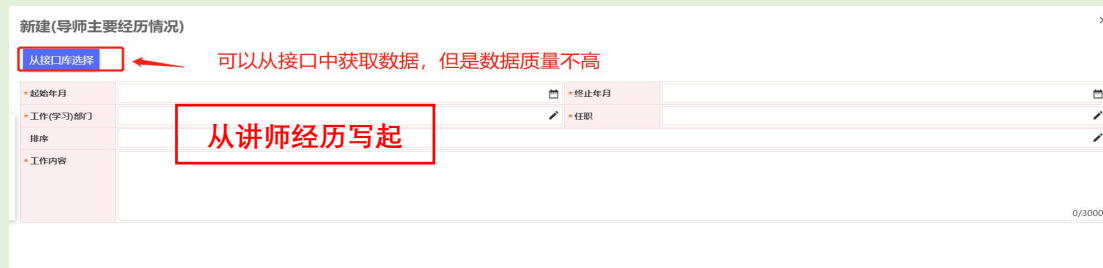 新建(导师主要经历情况)
从接口库选择 可以从接口中获取数据，但是数据质量不高
*起始年月 *终止年月
*工作(学习)部门 *任职
从讲师经历写起
排序
*工作内容
0/3000